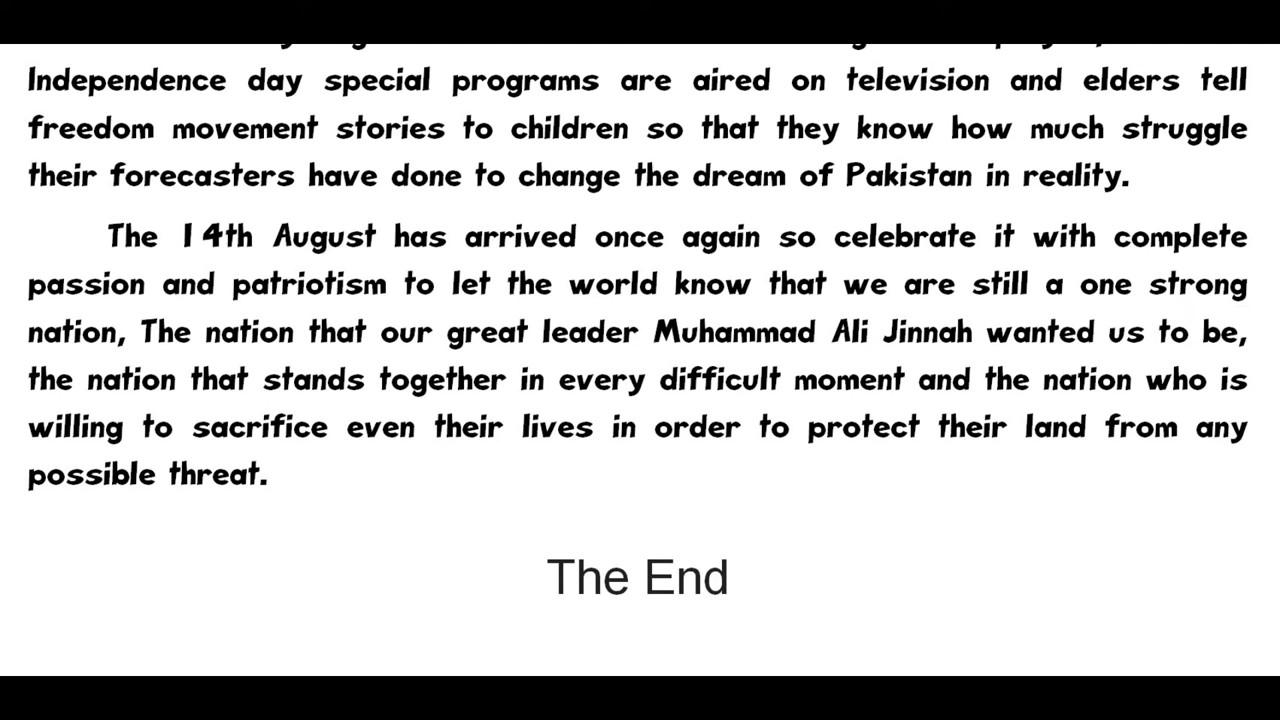 Independence day special programs are aired on television and elders tell
freedom movement stories to children so that they know how much struggle
their forecasters have done to change the dream of Pakistan in reality.
The 14th August has arrived once again so celebrate it with complete
passion and patriotism to let the world know that we are still a one strong
nation, The nation that our great leader Muhammad Ali Jinnah wanted us to be,
the nation that stands together in every difficult moment and the nation who is
willing to sacrifice even their lives in order to protect their land from any
possible threat.
The End